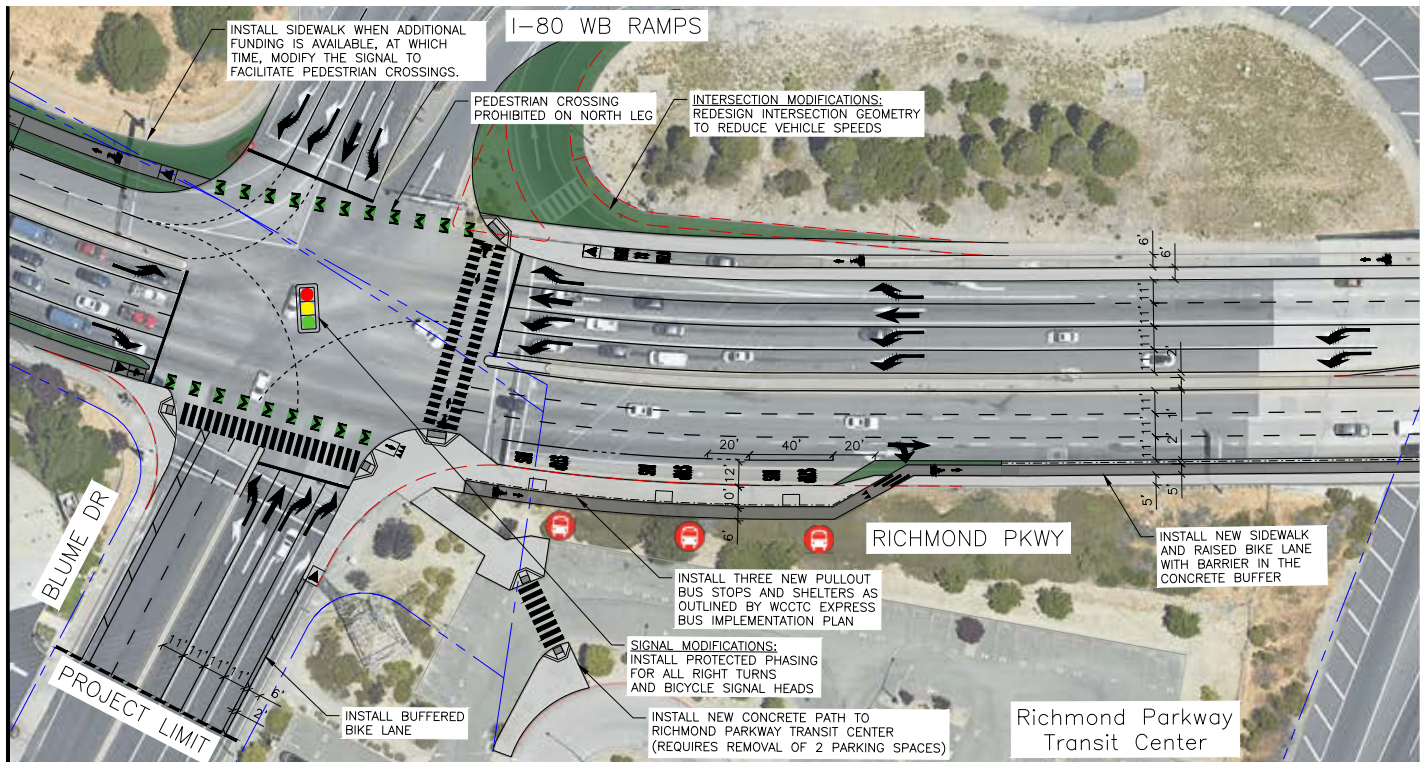 I-80 WB RAMPS
INSTALL SIDEWALK WHEN ADDITIONAL
FUNDING IS AVAILABLE, AT WHICH
TIME, MODIFY THE SIGNAL TO
FACILITATE PEDESTRIAN CROSSINGS.
PEDESTRIAN CROSSING
PROHIBITED ON NORTH LEG
INTERSECTION MODIFICATIONS:
REDESIGN INTERSECTION GEOMETRY
TO REDUCE VEHICLE SPEEDS
6'
6'
11'
11'
11'
11'
20'
40'
20'
12'
10'
6'
5'
5'
BLUME DR
RICHMOND PKWY
INSTALL NEW SIDEWALK
AND RAISED BIKE LANE
WITH BARRIER IN THE
CONCRETE BUFFER
INSTALL THREE NEW PULLOUT
BUS STOPS AND SHELTERS AS
OUTLINED BY WCCTC EXPRESS
BUS IMPLEMENTATION PLAN
SIGNAL MODIFICATIONS:
INSTALL PROTECTED PHASING
FOR ALL RIGHT TURNS
AND BICYCLE SIGNAL HEADS
11'
11'
11'
11'
6'
2'
PROJECT LIMIT
INSTALL BUFFERED
BIKE LANE
INSTALL NEW CONCRETE PATH TO
RICHMOND PARKWAY TRANSIT CENTER
(REQUIRES REMOVAL OF 2 PARKING SPACES)
Richmond Parkway
Transit Center